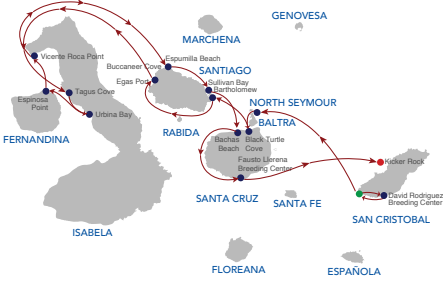 GENOVESA
MARCHENA
Vicente Roca Point
Espumilla Beach
Buccaneer Cove
SANTIAGO
Egas Port
Sullivan Bay
Bartholomew
Tagus Cove
Espinosa
Point
NORTH SEYMOUR
BALTRA
Urbina Bay
RABIDA
FERNANDINA
Bachas
Beach
Black Turtle
Cove
Fausto Llerena
Breeding Center
Kicker Rock
SANTA CRUZ
SANTA FE
David Rodriguez
Breeding Center
SAN CRISTOBAL
ISABELA
FLOREANA
ESPAÑOLA